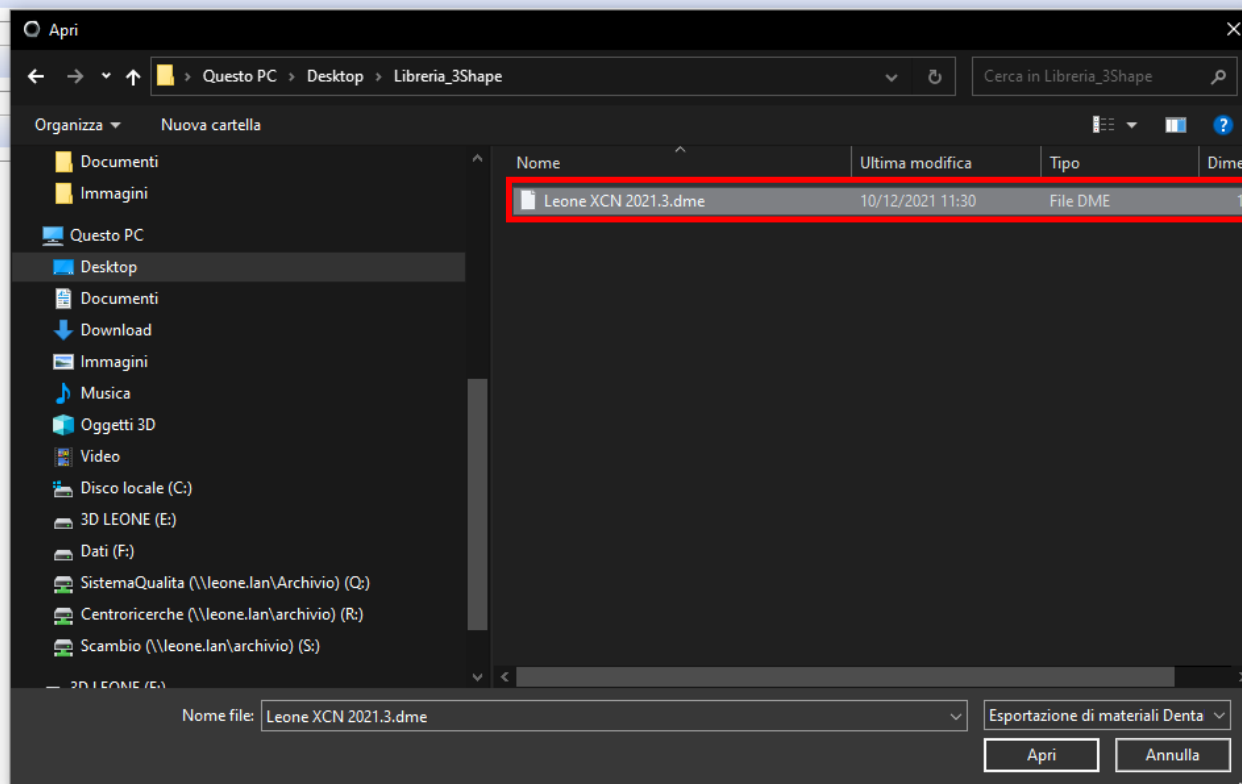 Apri
Questo PC > Desktop > Libreria_3Shape
Cerca in Libreria_3Shape
Organizza
Nuova cartella
Documenti
Immagini
Questo PC
Desktop
Documenti
Download
Immagini
Musica
Oggetti 3D
Video
Disco locale (C:)
3D LEONE (E:)
Dati (F:)
SistemaQualita (\\leone.lan\Archivio) (Q:)
Centroricerche (\\leone.lan\archivio) (R:)
Scambio (\\leone.lan\archivio) (S:)
3D LEONE (E:)
Nome Ultima modifica Tipo Dime
Leone XCN 2021.3.dme 10/12/2021 11:30 File DME 1
Nome file: Leone XCN 2021.3.dme
Esportazione di materiali Denta
Apri Annulla